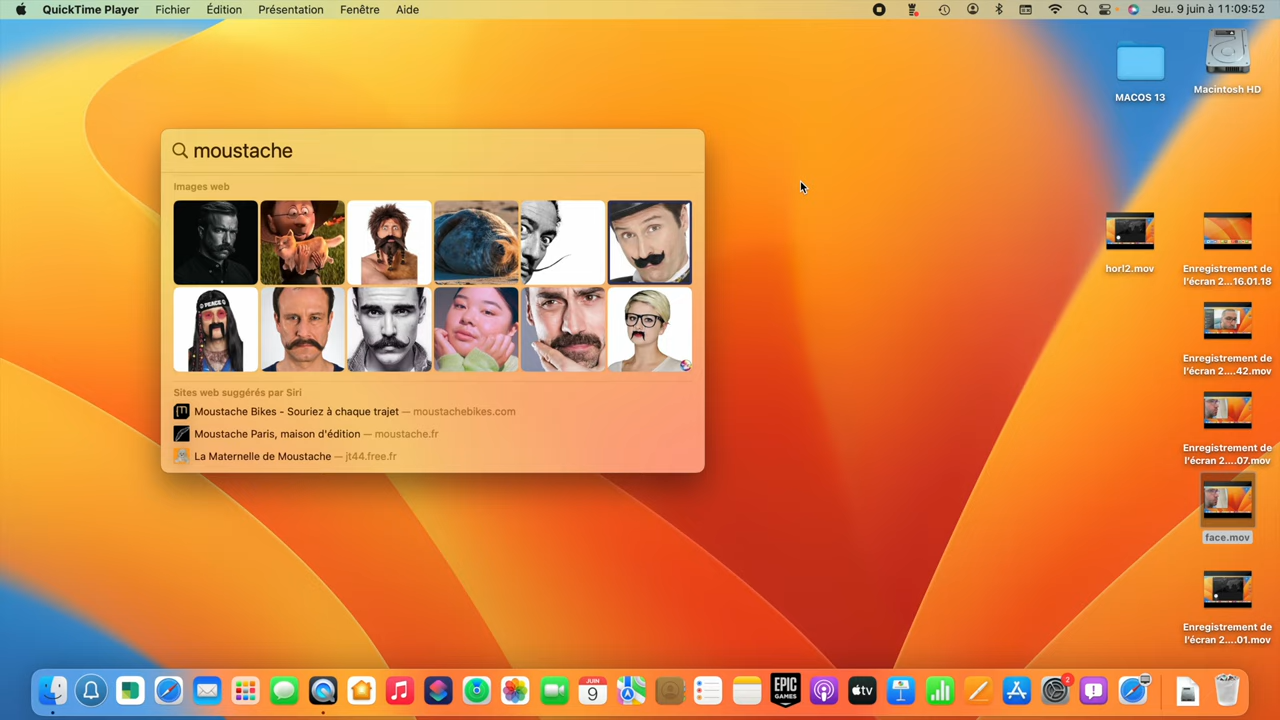 QuickTime Player Fichier Édition Présentation Fenêtre Aide Jeu. 9 juin à 11:09:52
MACOS 13
Macintosh HD
moustache
Images web
PEACE
Sites web suggérés par Siri
Moustache Bikes - Souriez à chaque trajet — moustachebikes.com
Moustache Paris, maison d'édition — moustache.fr
La Maternelle de Moustache — jt44.free.fr
horl2.mov
Enregistrement de
l'écran 2...16.01.18
Enregistrement de
l'écran 2....42.mov
Enregistrement de
l'écran 2....07.mov
face.mov
Enregistrement de
l'écran 2....01.mov
JUIN
9
EPIC
GAMES
tv
2